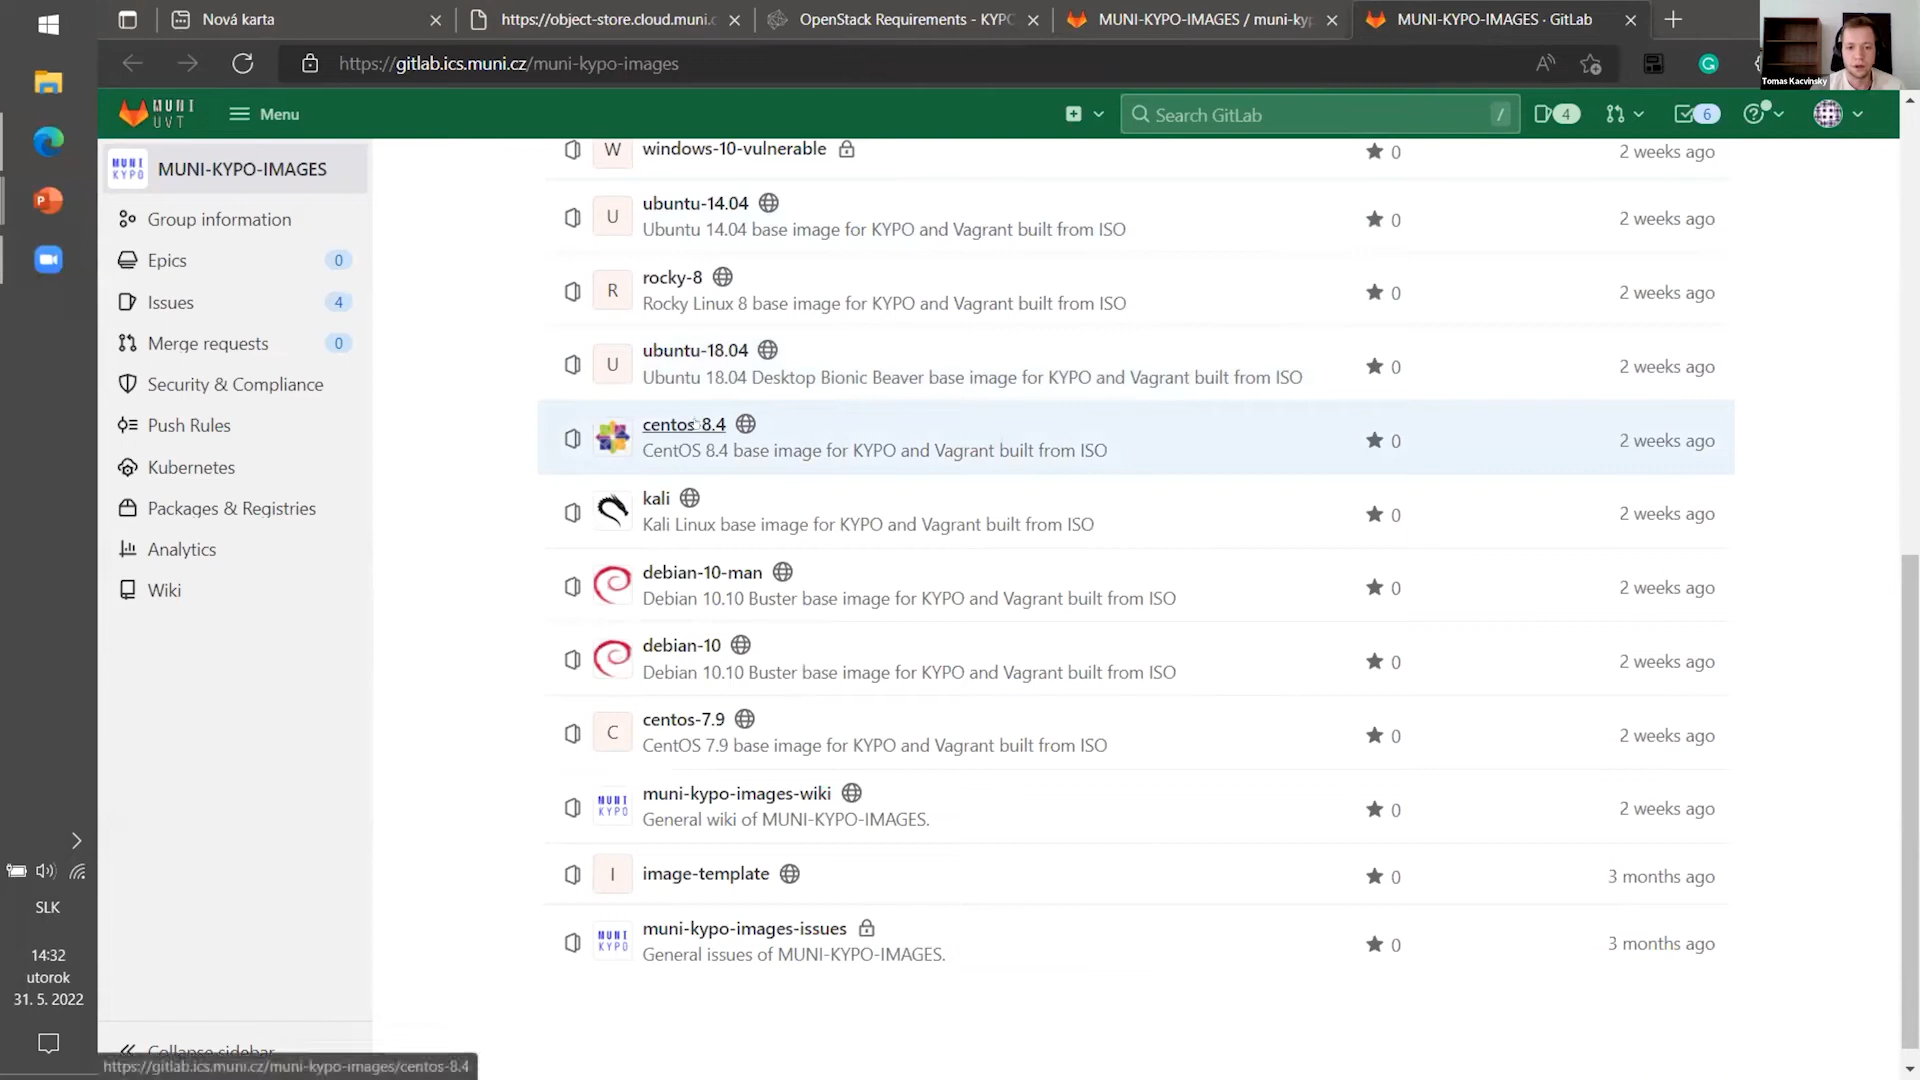 Nová karta
https://object-store.cloud.muni.c
OpenStack Requirements - KYPO
MUNI-KYPO-IMAGES / muni-kyp
MUNI-KYPO-IMAGES · GitLab
https://gitlab.ics.muni.cz/muni-kypo-images
Tomas Kacvinsky
MUNI
UVT
Menu
Search GitLab
/
4
6
MUNI
KYPO
MUNI-KYPO-IMAGES
Group information
Epics
0
Issues
4
Merge requests
0
Security & Compliance
Push Rules
Kubernetes
Packages & Registries
Analytics
Wiki
Collapse sidebar
W
windows-10-vulnerable
0
2 weeks ago
U
ubuntu-14.04
Ubuntu 14.04 base image for KYPO and Vagrant built from ISO
0
2 weeks ago
R
rocky-8
Rocky Linux 8 base image for KYPO and Vagrant built from ISO
0
2 weeks ago
U
ubuntu-18.04
Ubuntu 18.04 Desktop Bionic Beaver base image for KYPO and Vagrant built from ISO
0
2 weeks ago
centos-8.4
CentOS 8.4 base image for KYPO and Vagrant built from ISO
0
2 weeks ago
kali
Kali Linux base image for KYPO and Vagrant built from ISO
0
2 weeks ago
debian-10-man
Debian 10.10 Buster base image for KYPO and Vagrant built from ISO
0
2 weeks ago
debian-10
Debian 10.10 Buster base image for KYPO and Vagrant built from ISO
0
2 weeks ago
C
centos-7.9
CentOS 7.9 base image for KYPO and Vagrant built from ISO
0
2 weeks ago
MUNI
KYPO
muni-kypo-images-wiki
General wiki of MUNI-KYPO-IMAGES.
0
2 weeks ago
I
image-template
0
3 months ago
MUNI
KYPO
muni-kypo-images-issues
General issues of MUNI-KYPO-IMAGES.
0
3 months ago
SLK
14:32
utorok
31. 5. 2022
https://gitlab.ics.muni.cz/muni-kypo-images/centos-8.4